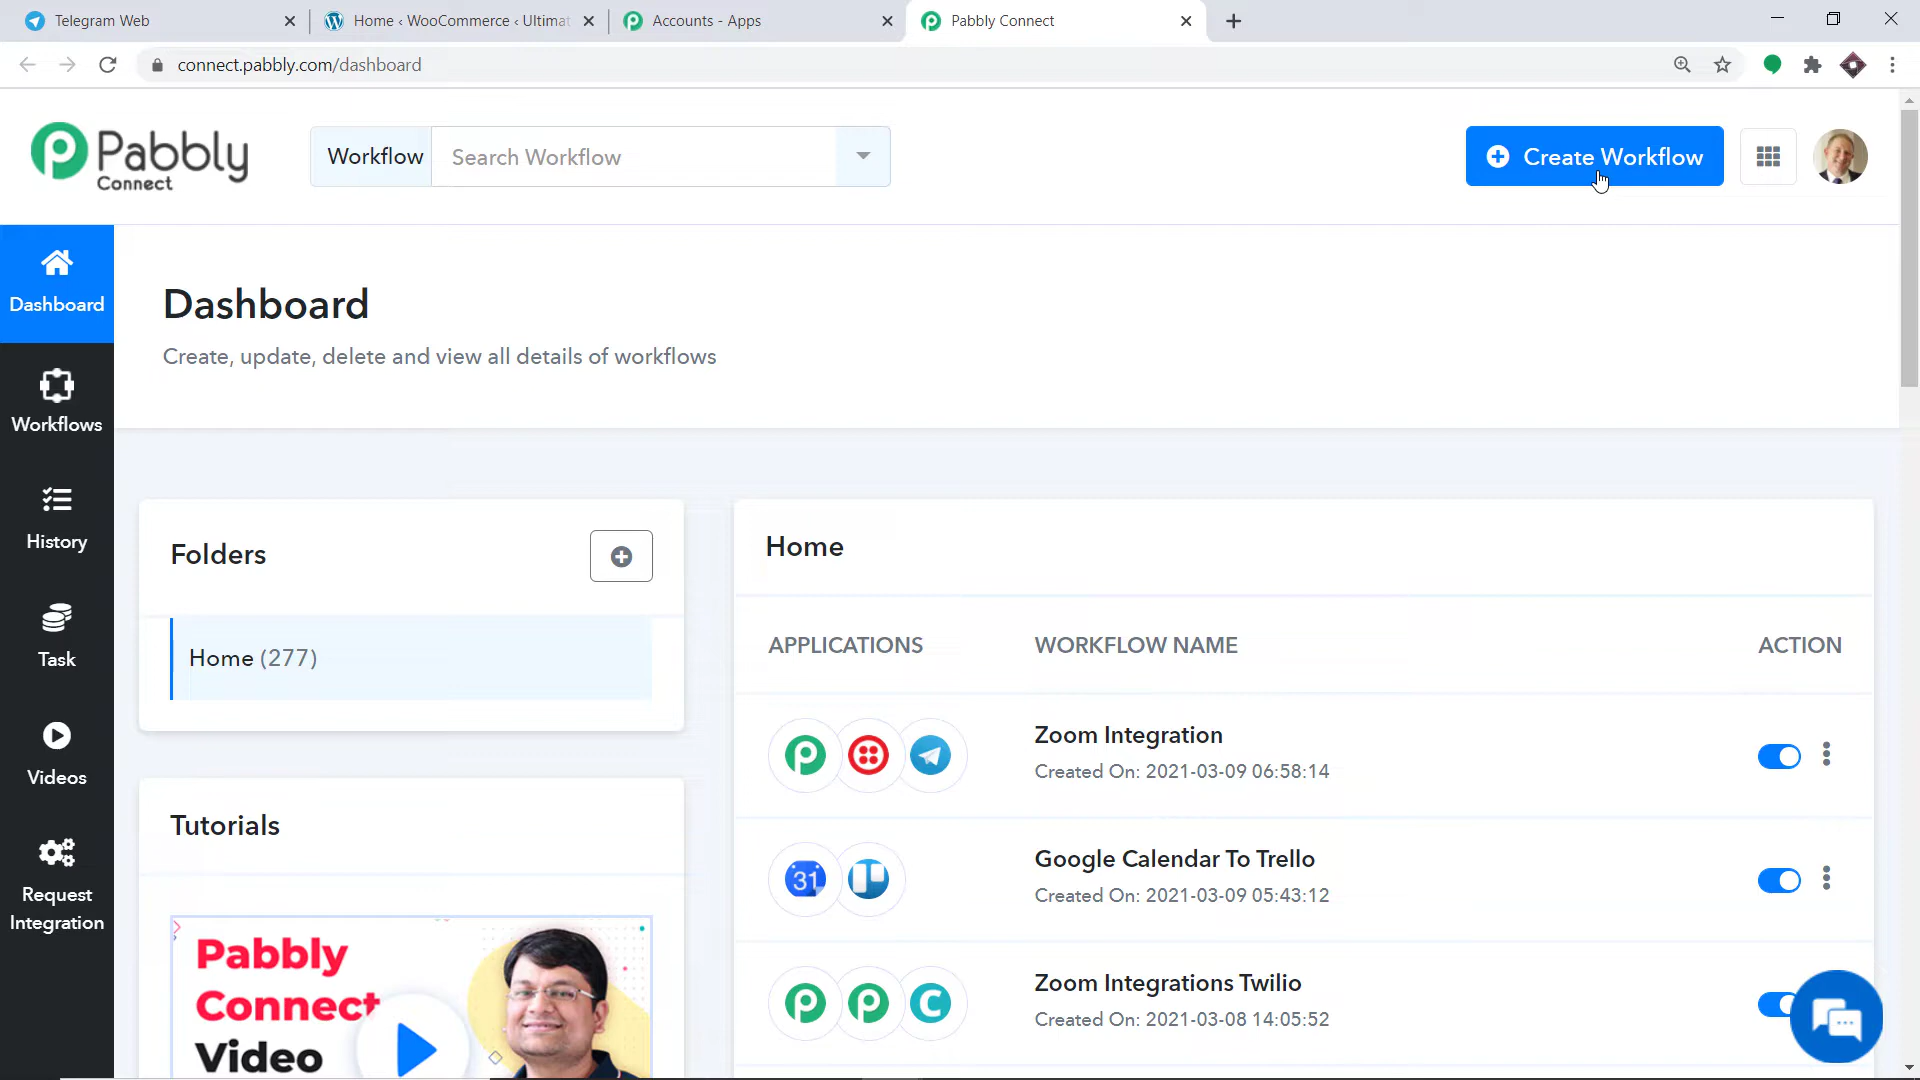 Telegram Web
Home ‹ WooCommerce ‹ Ultimat
Accounts - Apps
Pabbly Connect
connect.pabbly.com/dashboard
Pabbly
Connect
Workflow
Search Workflow
Create Workflow
Dashboard
Dashboard
Create, update, delete and view all details of workflows
Workflows
History
Task
Videos
Request
Integration
Folders
Home (277)
Tutorials
Pabbly
Connect
Video
Home
APPLICATIONS
WORKFLOW NAME
ACTION
Zoom Integration
Created On: 2021-03-09 06:58:14
31
Google Calendar To Trello
Created On: 2021-03-09 05:43:12
Zoom Integrations Twilio
Created On: 2021-03-08 14:05:52